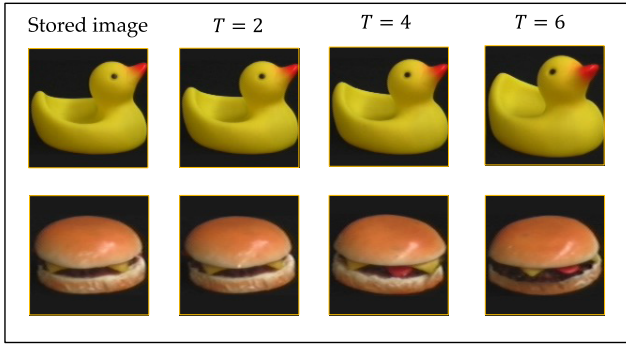 Stored image T = 2 T = 4 T = 6